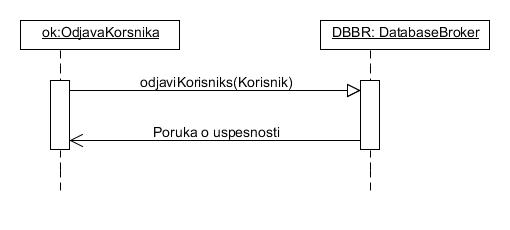 ok:OdjavaKorsnika
DBBR: DatabaseBroker
odjaviKorisniks(Korisnik)
Poruka o uspesnosti